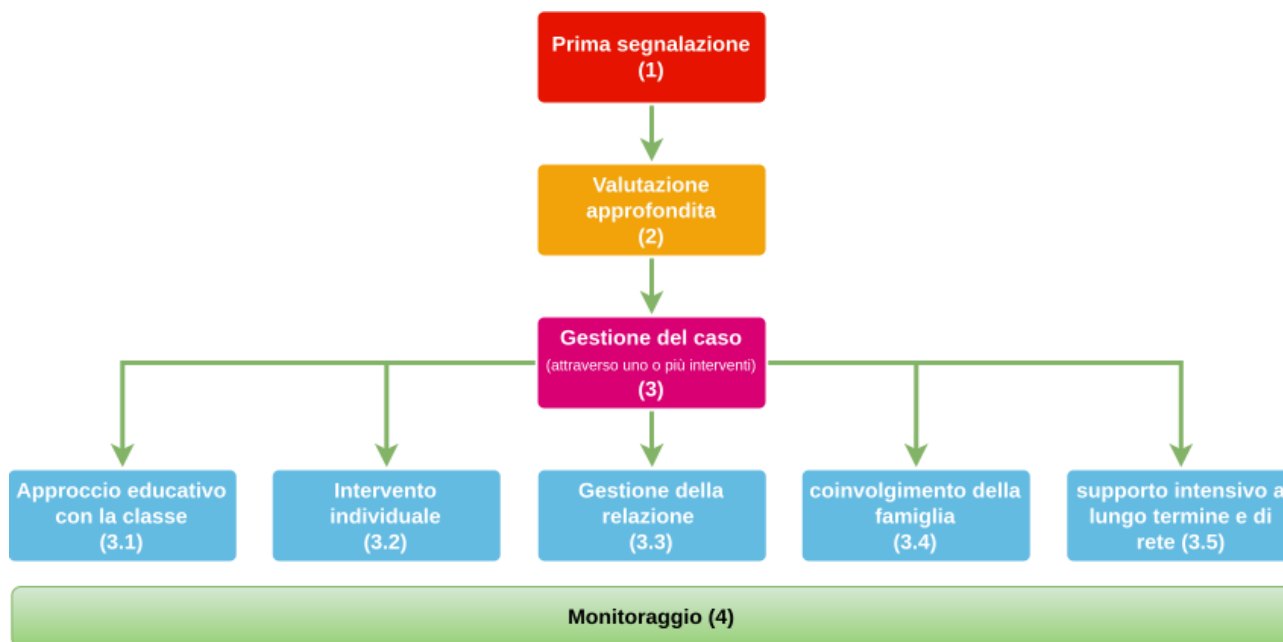 Prima segnalazione
(1)
Valutazione
approfondita
(2)
Gestione del caso
(attraverso uno o più interventi)
(3)
Approccio educativo
con la classe
(3.1)
Intervento
individuale
(3.2)
Gestione della
relazione
(3.3)
coinvolgimento della
famiglia
(3.4)
supporto intensivo a
lungo termine e di
rete (3.5)
Monitoraggio (4)